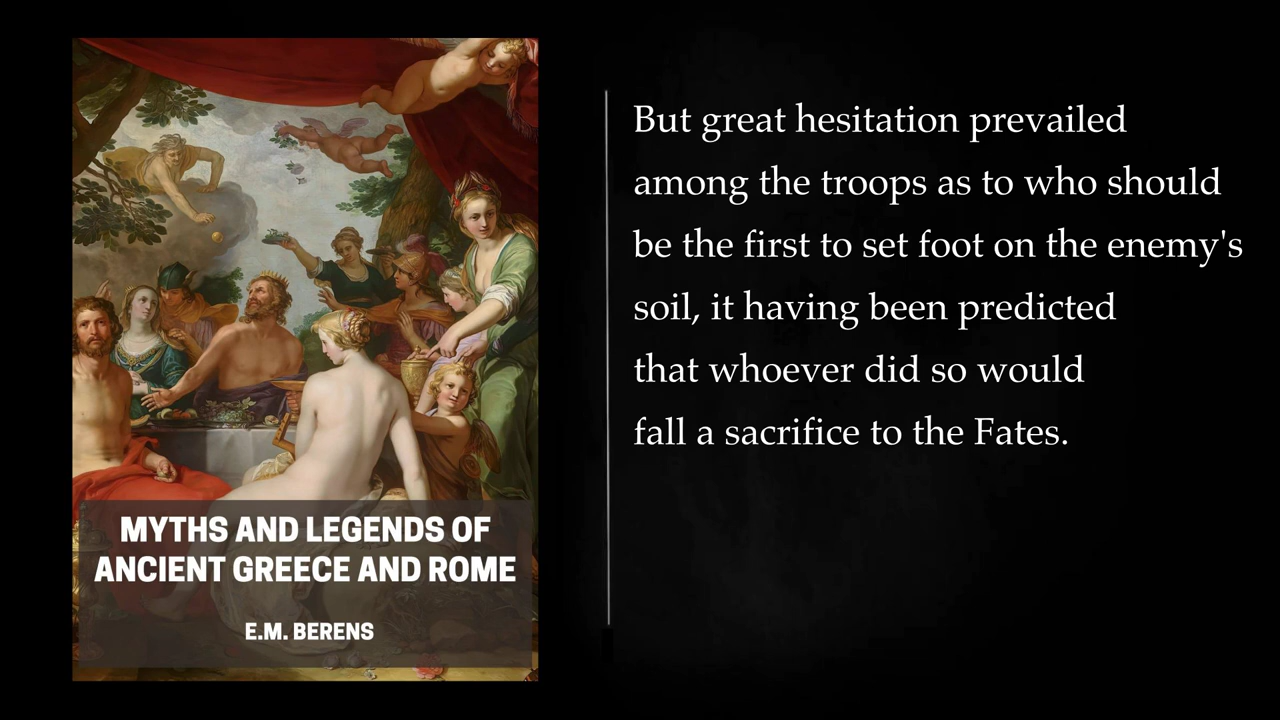 MYTHS AND LEGENDS OF
ANCIENT GREECE AND ROME
E.M. BERENS
But great hesitation prevailed
among the troops as to who should
be the first to set foot on the enemy's
soil, it having been predicted
that whoever did so would
fall a sacrifice to the Fates.